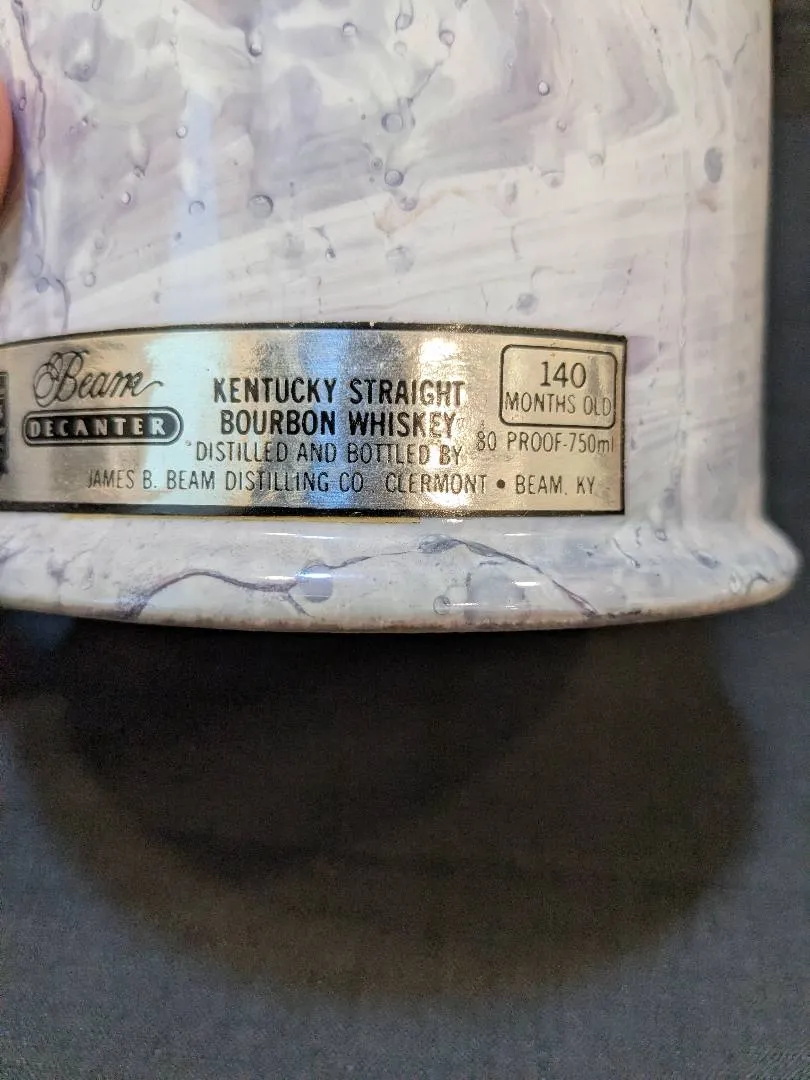 Beam
DECANTER
KENTUCKY STRAIGHT
BOURBON WHISKEY
DISTILLED AND BOTTLED BY
JAMES B. BEAM DISTILLING CO CLERMONT • BEAM, KY
140
MONTHS OLD
80 PROOF-750ml